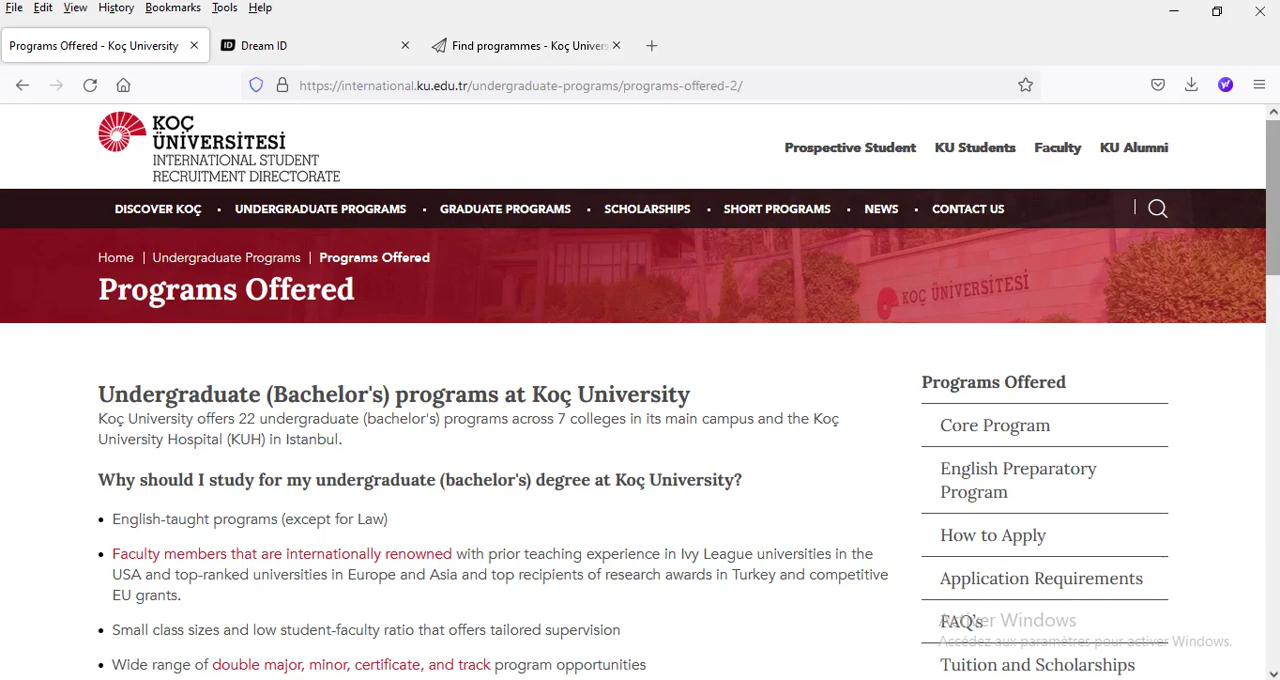 File Edit View History Bookmarks Tools Help
Programs Offered - Koç University
Dream ID
Find programmes - Koç Univers
https://international.ku.edu.tr/undergraduate-programs/programs-offered-2/
KOÇ
ÜNİVERSİTESİ
INTERNATIONAL STUDENT
RECRUITMENT DIRECTORATE
Prospective Student KU Students Faculty KU Alumni
DISCOVER KOÇ UNDERGRADUATE PROGRAMS GRADUATE PROGRAMS SCHOLARSHIPS SHORT PROGRAMS NEWS CONTACT US
Home | Undergraduate Programs | Programs Offered
Programs Offered
KOÇ ÜNİVERSİTESİ
Undergraduate (Bachelor's) programs at Koç University
Koç University offers 22 undergraduate (bachelor's) programs across 7 colleges in its main campus and the Koç
University Hospital (KUH) in Istanbul.
Why should I study for my undergraduate (bachelor's) degree at Koç University?
• English-taught programs (except for Law)
• Faculty members that are internationally renowned with prior teaching experience in Ivy League universities in the
USA and top-ranked universities in Europe and Asia and top recipients of research awards in Turkey and competitive
EU grants.
• Small class sizes and low student-faculty ratio that offers tailored supervision
• Wide range of double major, minor, certificate, and track program opportunities
Programs Offered
Core Program
English Preparatory
Program
How to Apply
Application Requirements
FAQ's
Tuition and Scholarships
Activer Windows
Accédez aux paramètres pour activer Windows.